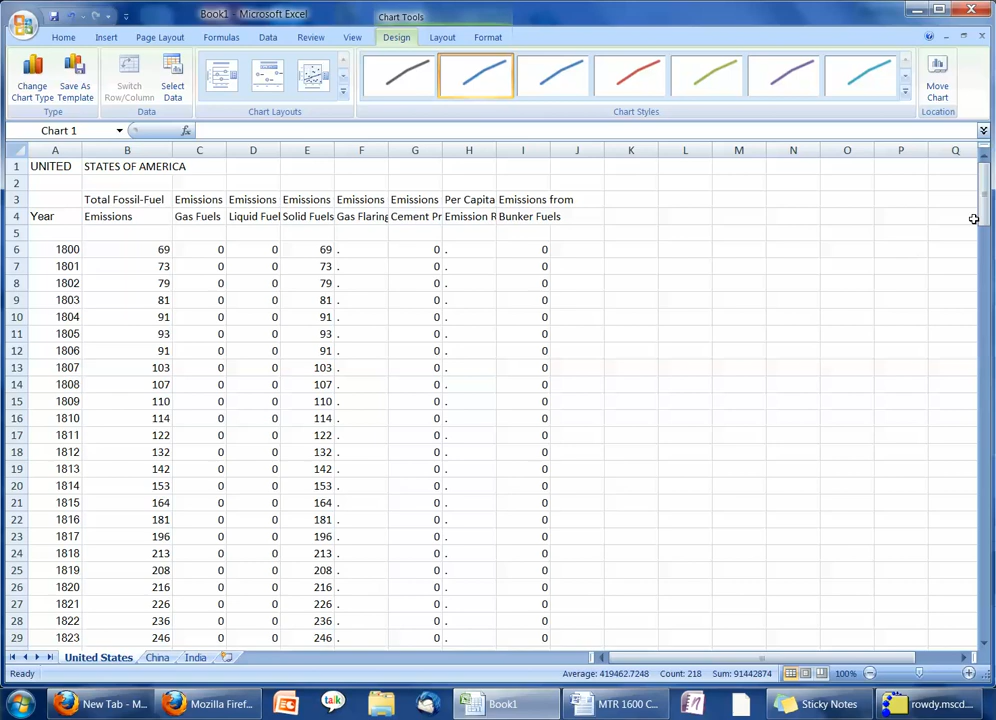 Book1 - Microsoft Excel
Chart Tools
Home Insert Page Layout Formulas Data Review View Design Layout Format
Change Chart Type
Save As Template
Switch Row/Column
Select Data
Move Chart
Type Data Chart Layouts Chart Styles Location
Chart 1
A B C D E F G H I J K L M N O P Q
1 UNITED STATES OF AMERICA
2
3 Total Fossil-Fuel Emissions Emissions Emissions Emissions Emissions Per Capita Emissions from
4 Year Emissions Gas Fuels Liquid Fuel Solid Fuels Gas Flaring Cement Pr Emission R Bunker Fuels
5
6 1800 69 0 0 69 . 0 . 0
7 1801 73 0 0 73 . 0 . 0
8 1802 79 0 0 79 . 0 . 0
9 1803 81 0 0 81 . 0 . 0
10 1804 91 0 0 91 . 0 . 0
11 1805 93 0 0 93 . 0 . 0
12 1806 91 0 0 91 . 0 . 0
13 1807 103 0 0 103 . 0 . 0
14 1808 107 0 0 107 . 0 . 0
15 1809 110 0 0 110 . 0 . 0
16 1810 114 0 0 114 . 0 . 0
17 1811 122 0 0 122 . 0 . 0
18 1812 132 0 0 132 . 0 . 0
19 1813 142 0 0 142 . 0 . 0
20 1814 153 0 0 153 . 0 . 0
21 1815 164 0 0 164 . 0 . 0
22 1816 181 0 0 181 . 0 . 0
23 1817 196 0 0 196 . 0 . 0
24 1818 213 0 0 213 . 0 . 0
25 1819 208 0 0 208 . 0 . 0
26 1820 216 0 0 216 . 0 . 0
27 1821 226 0 0 226 . 0 . 0
28 1822 236 0 0 236 . 0 . 0
29 1823 246 0 0 246 . 0 . 0
United States China India
Ready Average: 419462.7248 Count: 218 Sum: 91442874 100%
New Tab - M... Mozilla Firef... talk Book1 MTR 1600 C... Sticky Notes rowdy.mscd...